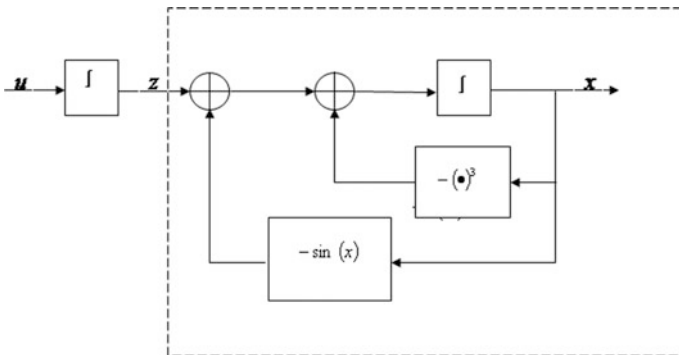 u ∫ z ∫ x
−(•)³
− sin (x)